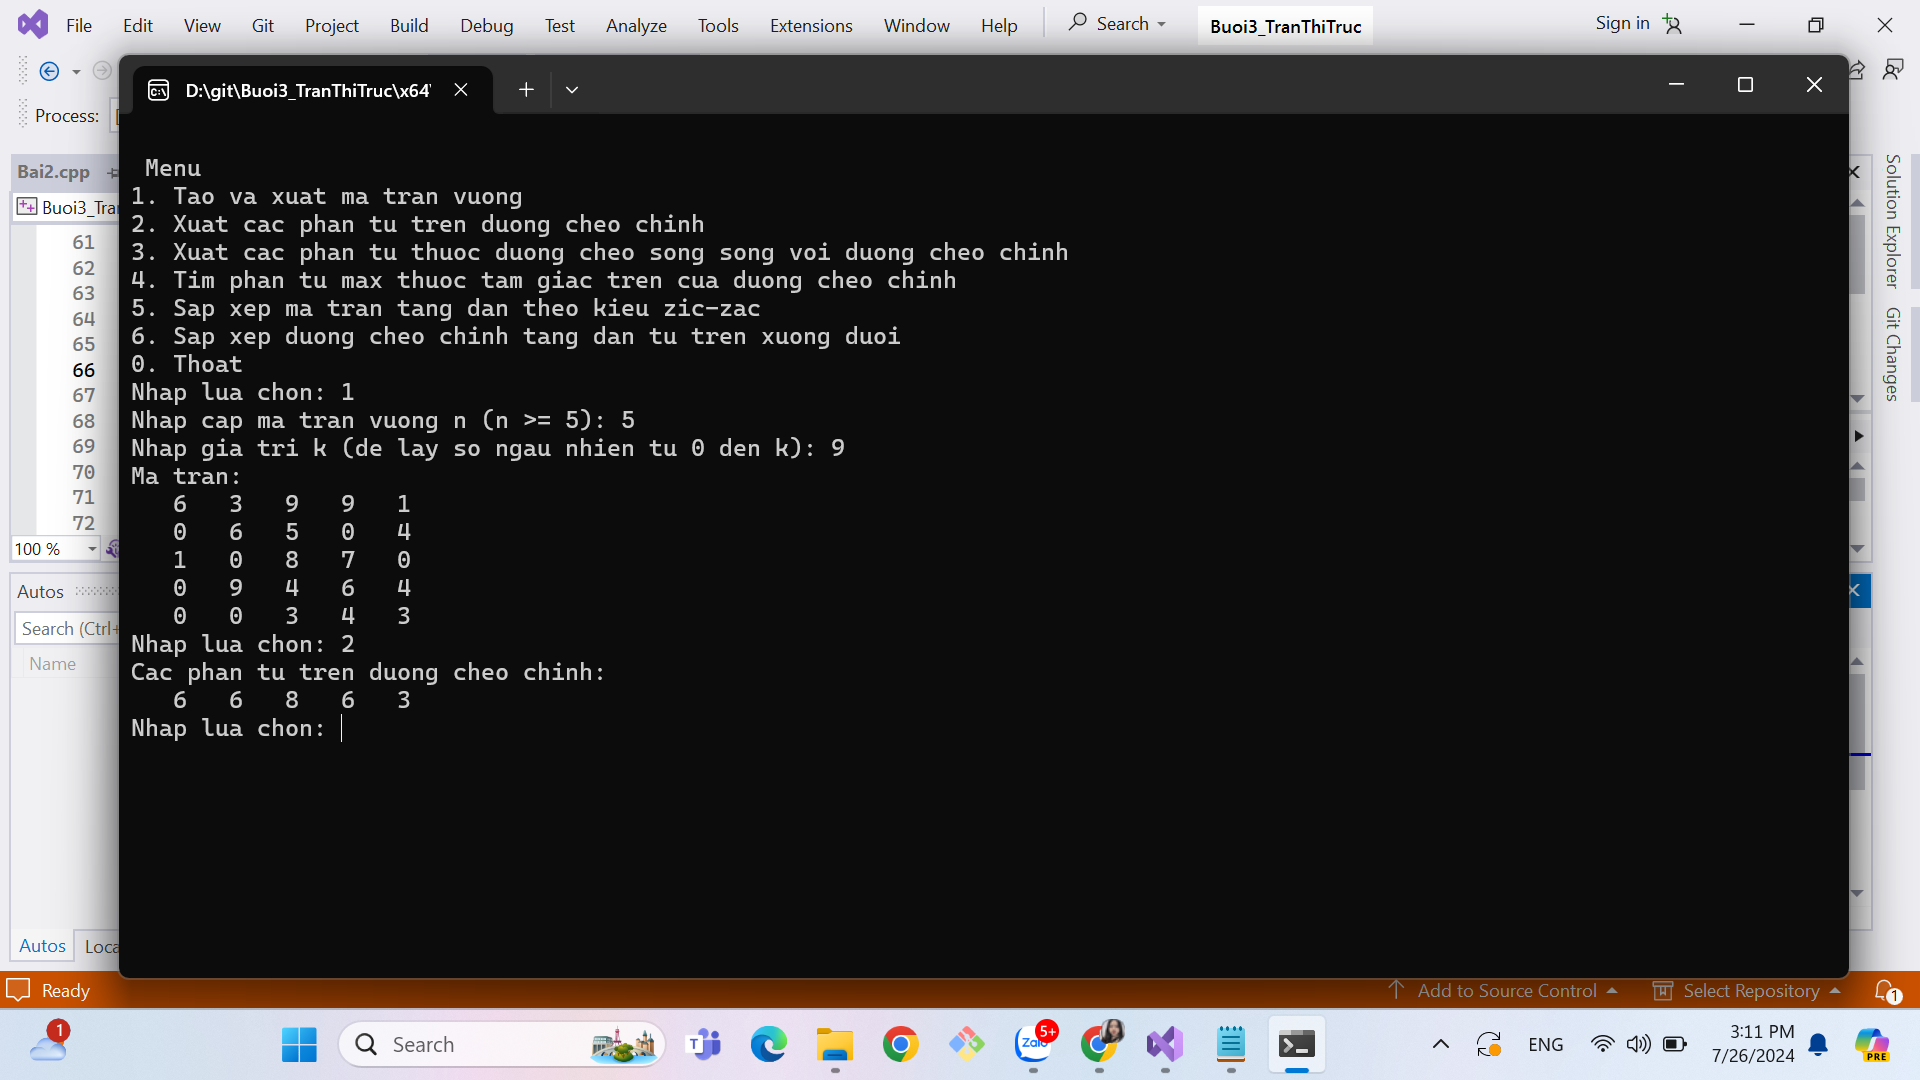 File Edit View Git Project Build Debug Test Analyze Tools Extensions Window Help Search Buoi3_TranThiTruc Sign in
D:\git\Buoi3_TranThiTruc\x64\
Process:
Bai2.cpp
Buoi3_Tran
61
62
63
64
65
66
67
68
69
70
71
72
100 %
Autos
Search (Ctrl+
Name
Autos Loca
Menu
1. Tao va xuat ma tran vuong
2. Xuat cac phan tu tren duong cheo chinh
3. Xuat cac phan tu thuoc duong cheo song song voi duong cheo chinh
4. Tim phan tu max thuoc tam giac tren cua duong cheo chinh
5. Sap xep ma tran tang dan theo kieu zic-zac
6. Sap xep duong cheo chinh tang dan tu tren xuong duoi
0. Thoat
Nhap lua chon: 1
Nhap cap ma tran vuong n (n >= 5): 5
Nhap gia tri k (de lay so ngau nhien tu 0 den k): 9
Ma tran:
6 3 9 9 1
0 6 5 0 4
1 0 8 7 0
0 9 4 6 4
0 0 3 4 3
Nhap lua chon: 2
Cac phan tu tren duong cheo chinh:
6 6 8 6 3
Nhap lua chon:
Solution Explorer
Git Changes
Ready Add to Source Control Select Repository 1
1 Search Zalo 5+ ENG 3:11 PM
7/26/2024
PRE